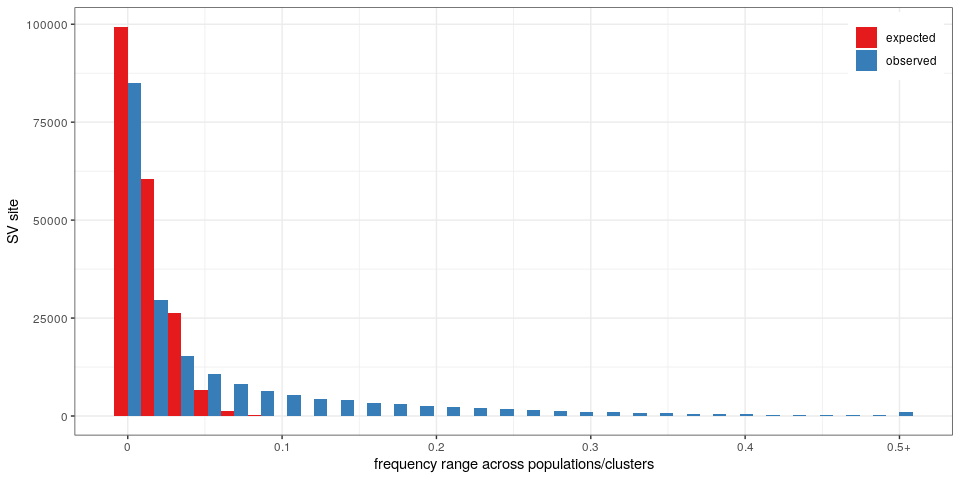 100000
75000
50000
25000
0
SV site
expected
observed
0
0.1
0.2
0.3
0.4
0.5+
frequency range across populations/clusters